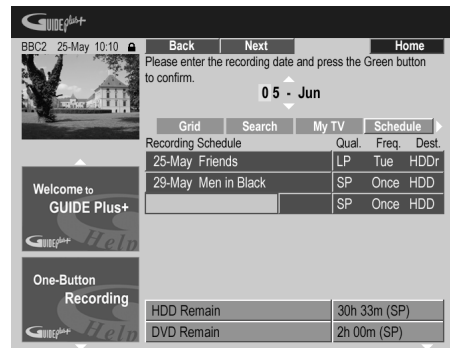 GUIDE Plus+
BBC2 25-May 10:10
Back Next Home
Please enter the recording date and press the Green button
to confirm.
05 - Jun
Grid Search My TV Schedule
Recording Schedule Qual. Freq. Dest.
25-May Friends LP Tue HDDr
29-May Men in Black SP Once HDD
SP Once HDD
Welcome to
GUIDE Plus+
GUIDE Plus+ Help
One-Button
Recording
GUIDE Plus+ Help
HDD Remain 30h 33m (SP)
DVD Remain 2h 00m (SP)